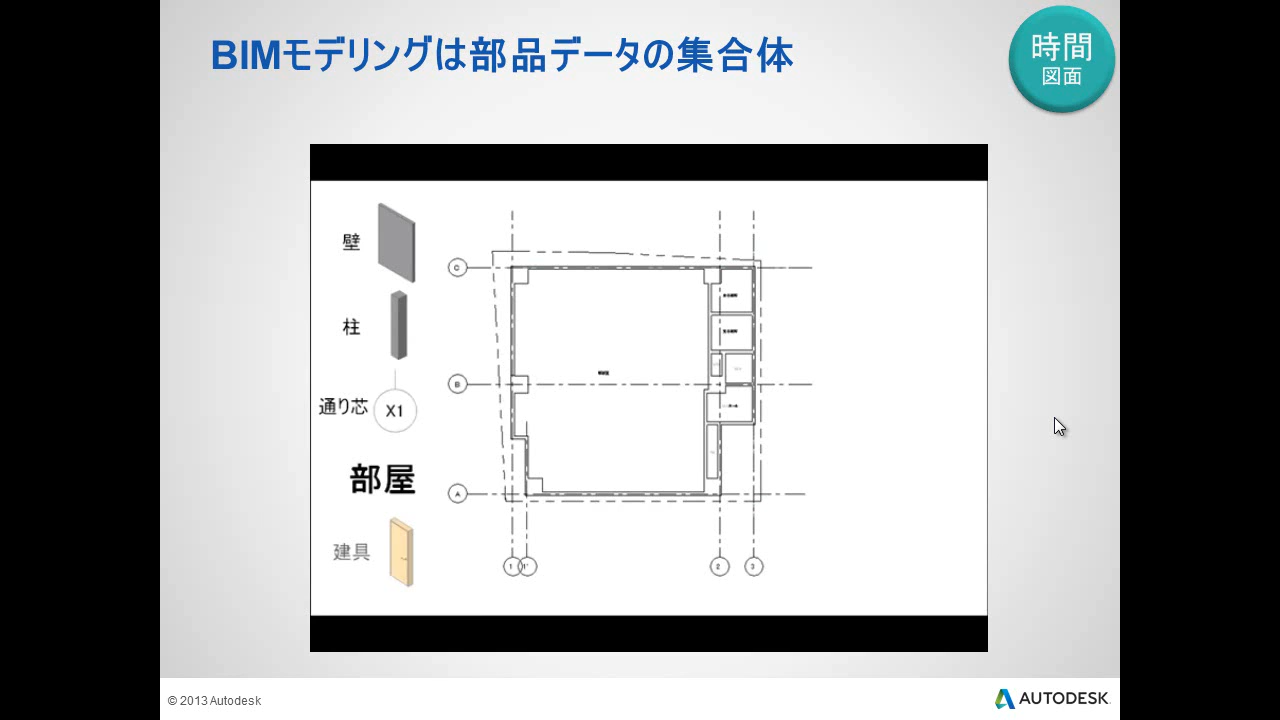 BIMモデリングは部品データの集合体
時間
図面
壁
柱
通り芯
X1
部屋
建具
C
B
A
1
1'
2
3
© 2013 Autodesk
AUTODESK